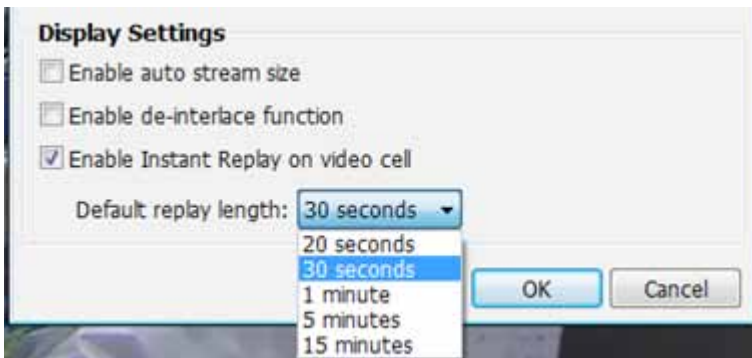 Display Settings
Enable auto stream size
Enable de-interlace function
Enable Instant Replay on video cell
Default replay length: 30 seconds
20 seconds
30 seconds
1 minute
OK Cancel
5 minutes
15 minutes